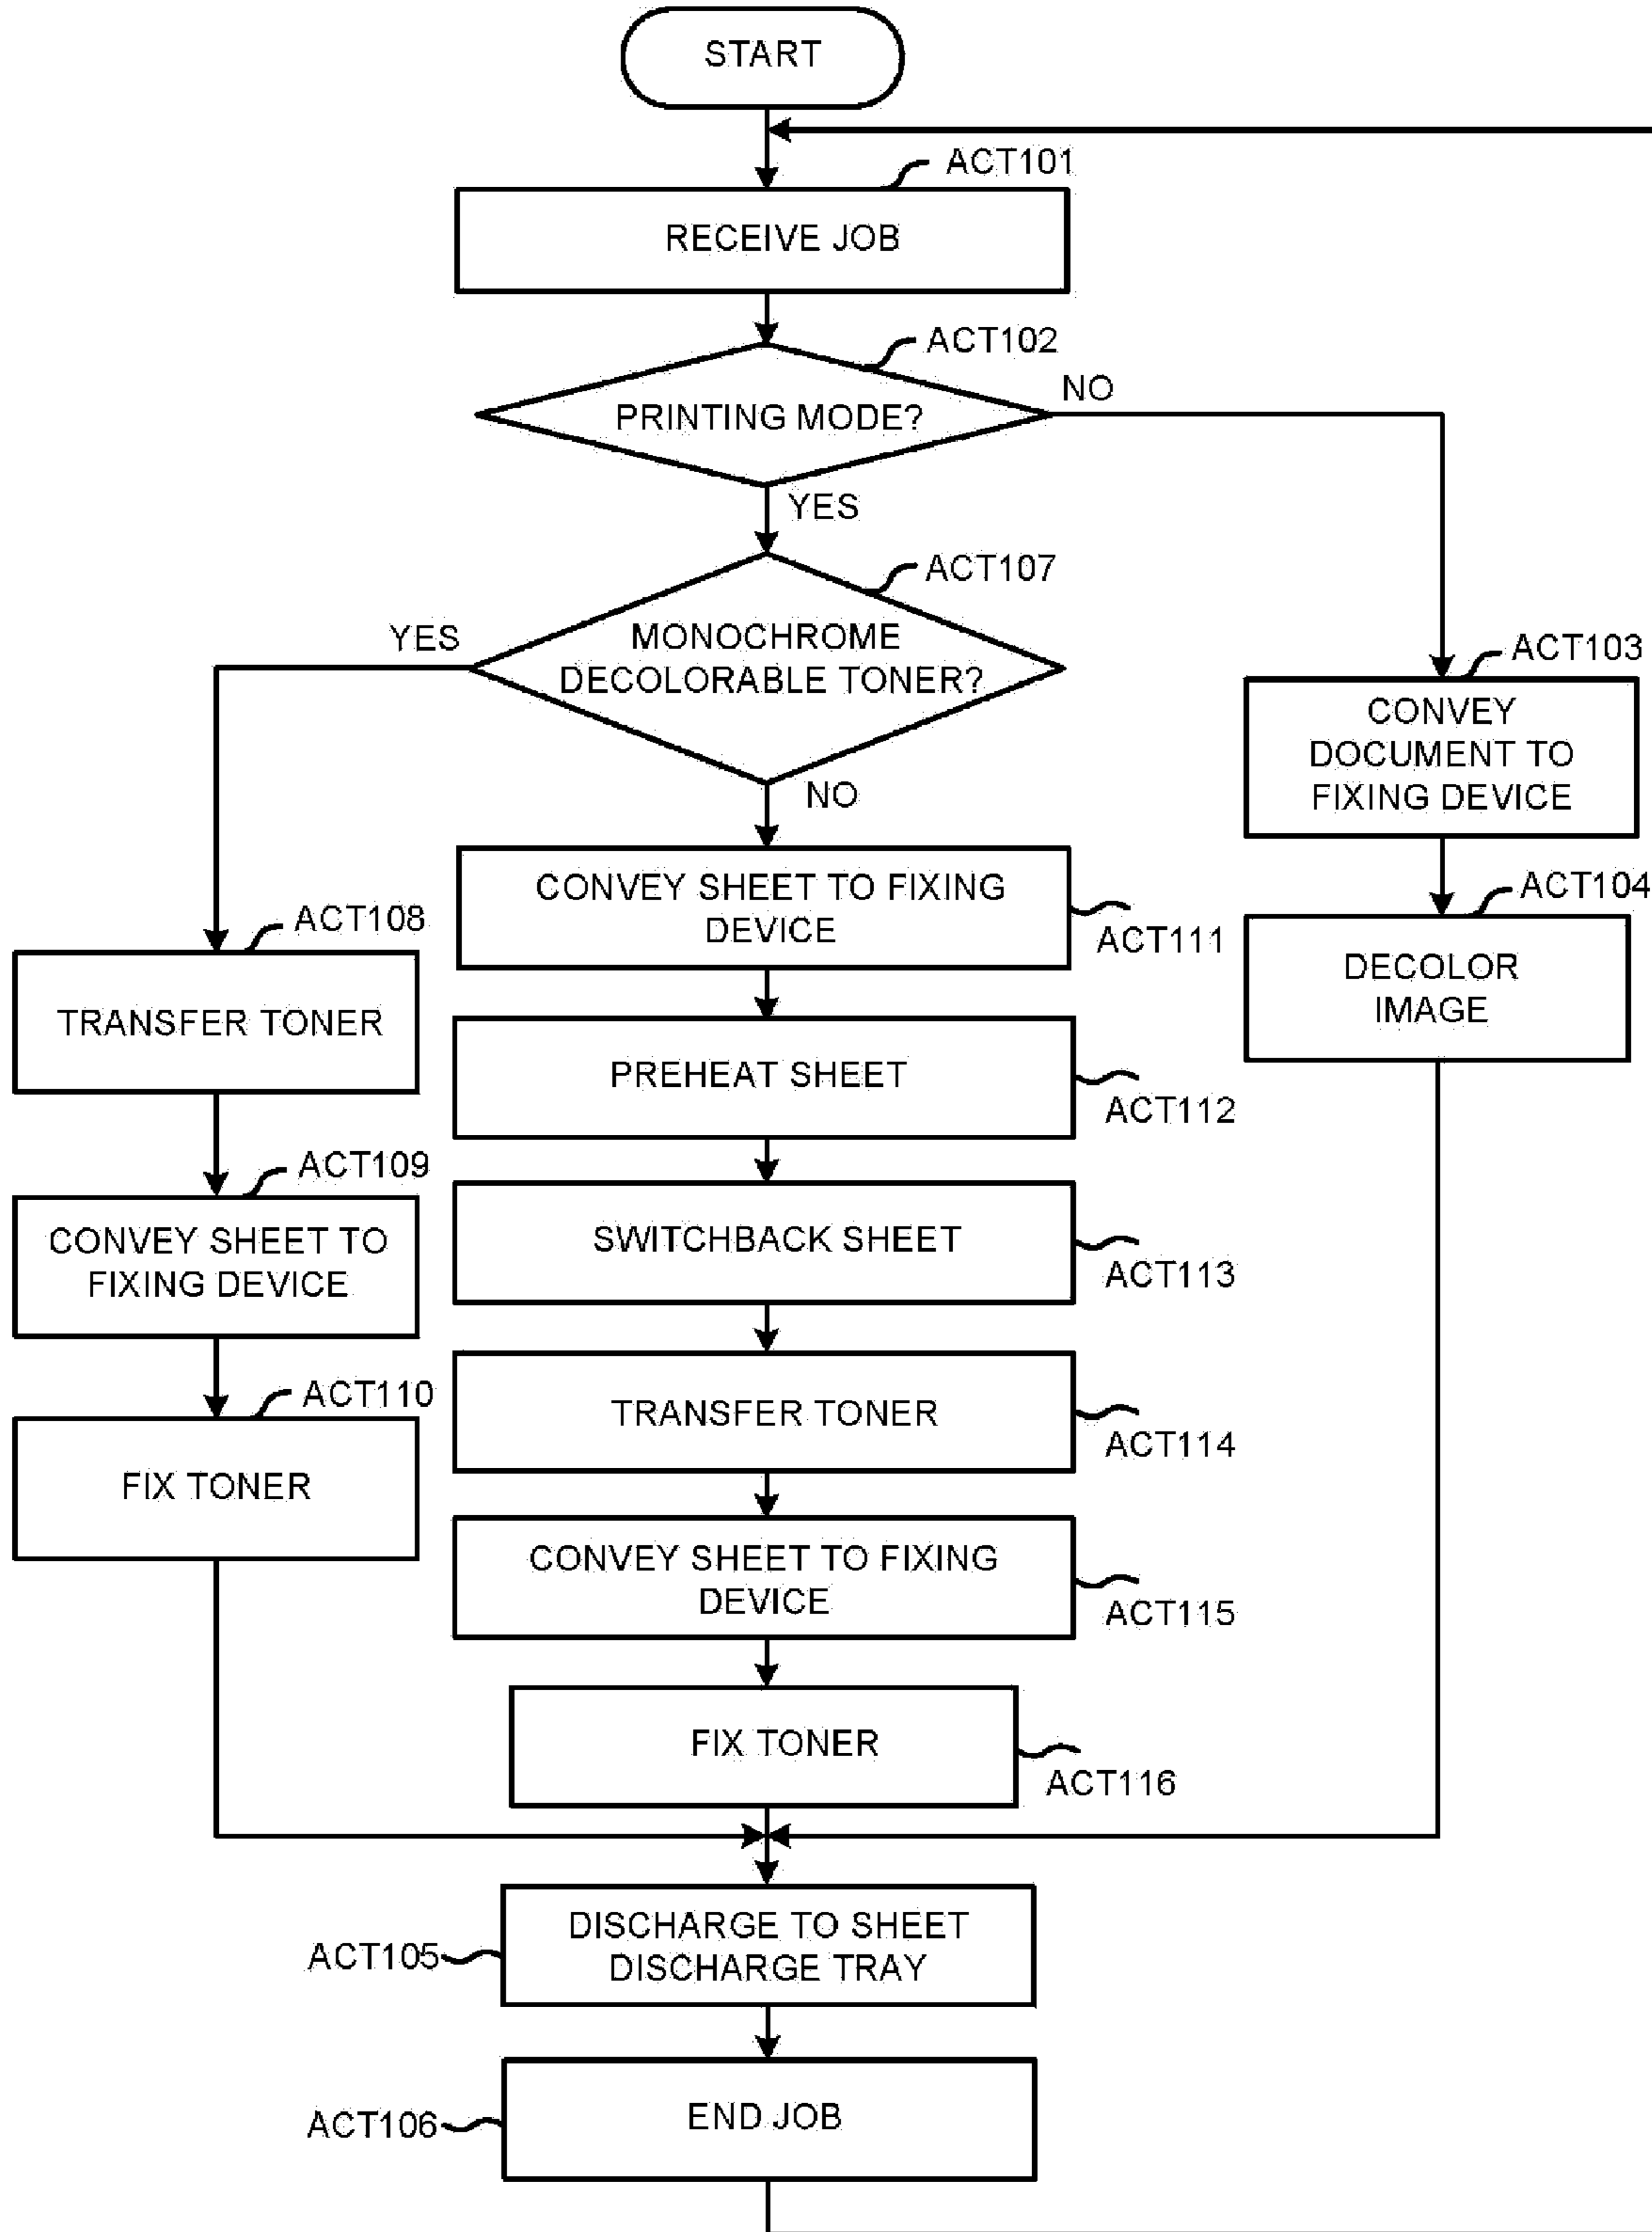 START
ACT101
RECEIVE JOB
ACT102
PRINTING MODE?
NO
YES
ACT107
MONOCHROME
DECOLORABLE TONER?
YES
NO
ACT103
CONVEY
DOCUMENT TO
FIXING DEVICE
ACT104
DECOLOR
IMAGE
ACT108
TRANSFER TONER
ACT109
CONVEY SHEET TO
FIXING DEVICE
ACT110
FIX TONER
CONVEY SHEET TO FIXING
DEVICE
ACT111
PREHEAT SHEET
ACT112
SWITCHBACK SHEET
ACT113
TRANSFER TONER
ACT114
CONVEY SHEET TO FIXING
DEVICE
ACT115
FIX TONER
ACT116
DISCHARGE TO SHEET
DISCHARGE TRAY
ACT105
END JOB
ACT106